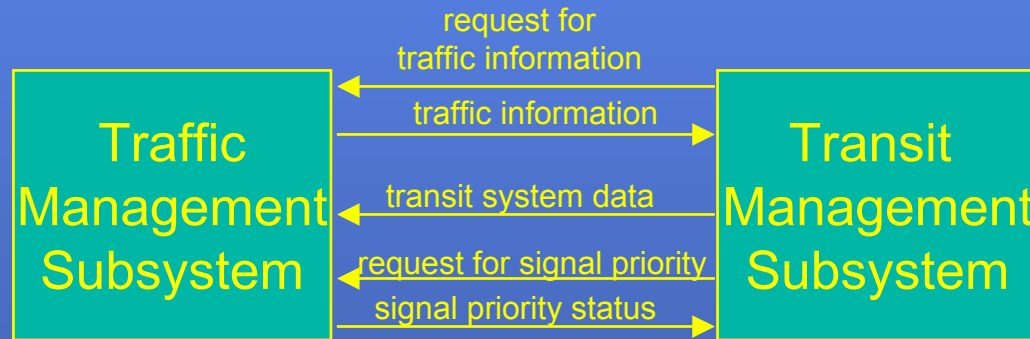 request for
traffic information
traffic information
Traffic
Management
Subsystem
transit system data
request for signal priority
signal priority status
Transit
Management
Subsystem